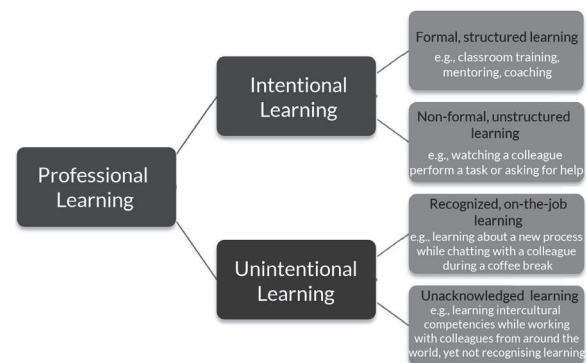 Professional
Learning
Intentional
Learning
Formal, structured learning
e.g., classroom training,
mentoring, coaching
Non-formal, unstructured
learning
e.g., watching a colleague
perform a task or asking for help
Unintentional
Learning
Recognized, on-the-job
learning
e.g., learning about a new process
while chatting with a colleague
during a coffee break
Unacknowledged learning
e.g., learning intercultural
competencies while working
with colleagues from around the
world, yet not recognising learning